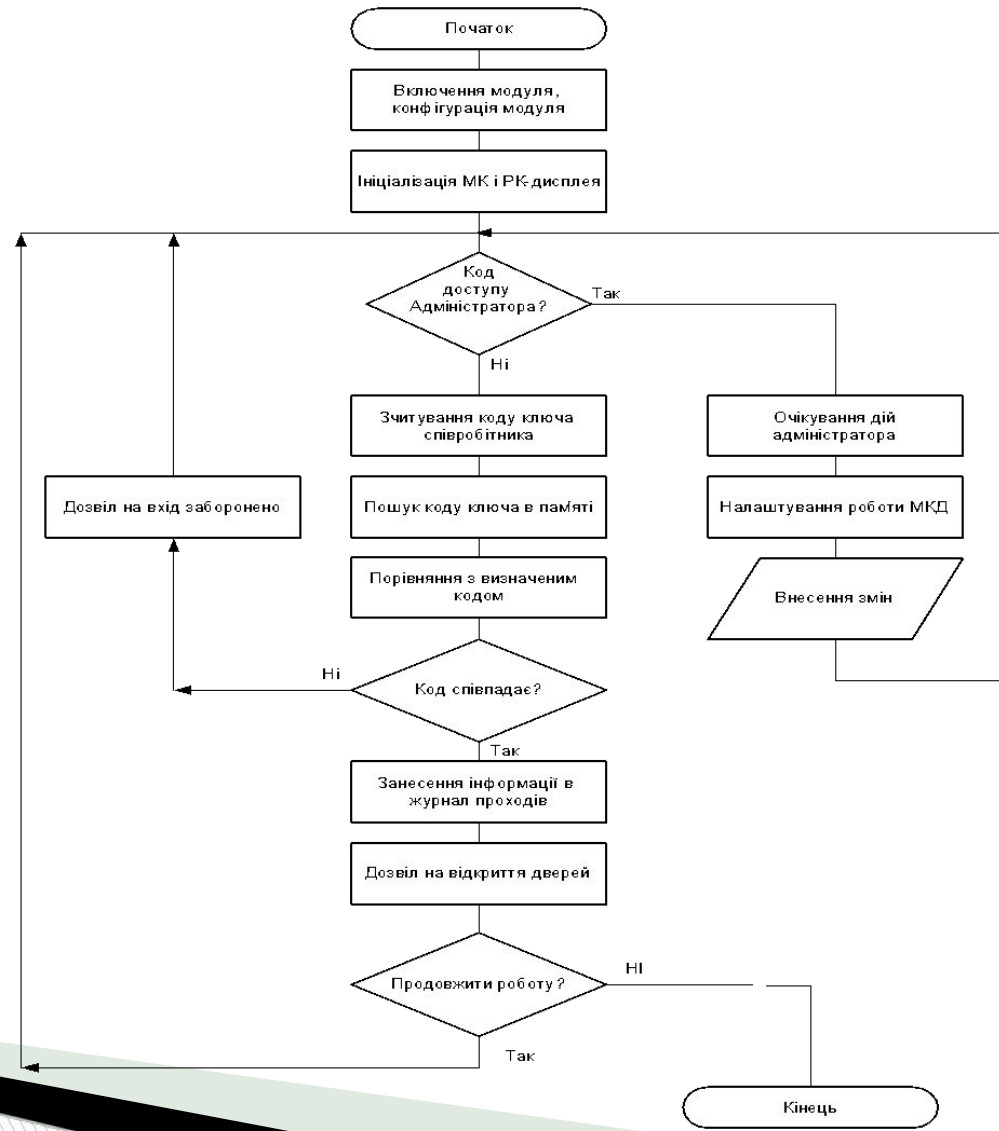 Початок
Включення модуля,
конфігурація модуля
Ініціалізація МК і РК-дисплея
Код
доступу
Адміністратора?
Так
Ні
Зчитування коду ключа
співробітника
Очікування дій
адміністратора
Дозвіл на вхід заборонено
Пошук коду ключа в пам'яті
Налаштування роботи МКД
Порівняння з визначеним
кодом
Внесення змін
Ні
Код співпадає?
Так
Занесення інформації в
журнал проходів
Дозвіл на відкриття дверей
Продовжити роботу?
НІ
Так
Кінець